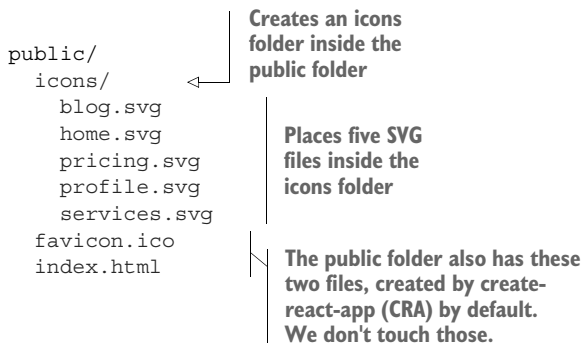 Creates an icons
folder inside the
public folder
public/
icons/
blog.svg
home.svg
pricing.svg
profile.svg
services.svg
Places five SVG
files inside the
icons folder
favicon.ico
index.html
The public folder also has these
two files, created by create-
react-app (CRA) by default.
We don't touch those.